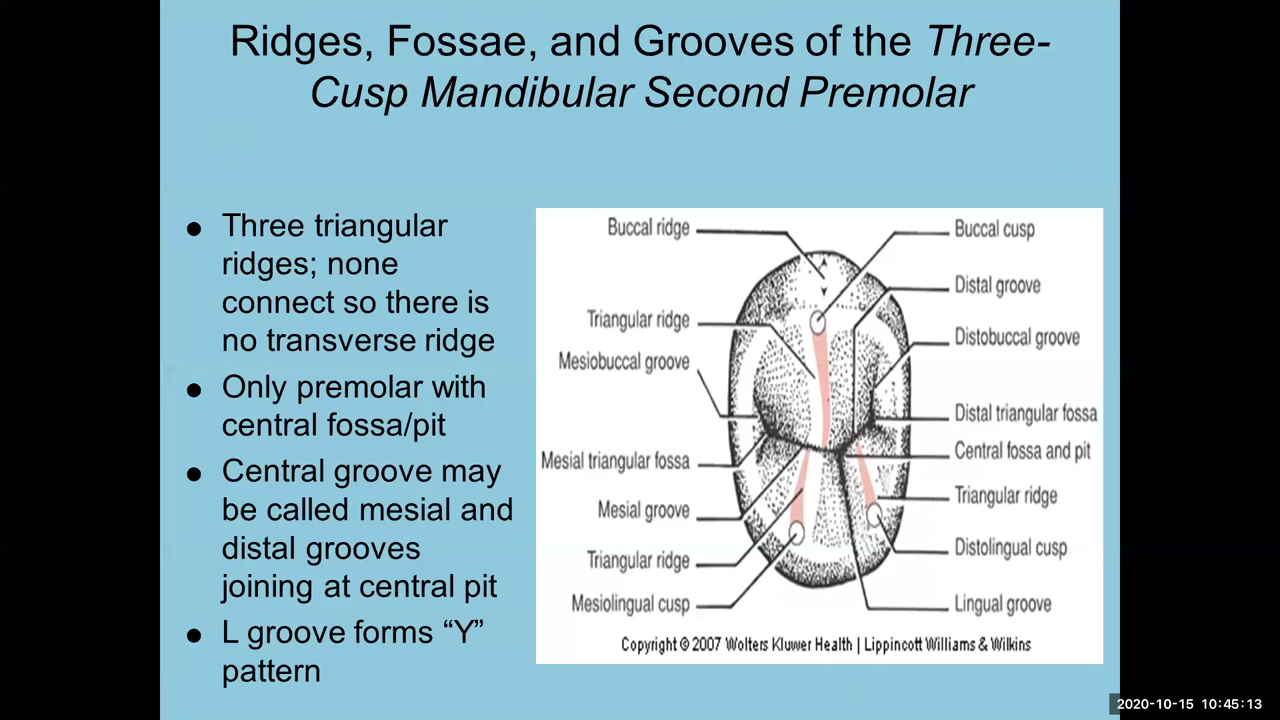 Ridges, Fossae, and Grooves of the Three-
Cusp Mandibular Second Premolar
● Three triangular
ridges; none
connect so there is
no transverse ridge
● Only premolar with
central fossa/pit
● Central groove may
be called mesial and
distal grooves
joining at central pit
● L groove forms “Y”
pattern
Buccal ridge
Triangular ridge
Mesiobuccal groove
Mesial triangular fossa
Mesial groove
Triangular ridge
Mesiolingual cusp
Buccal cusp
Distal groove
Distobuccal groove
Distal triangular fossa
Central fossa and pit
Triangular ridge
Distolingual cusp
Lingual groove
Copyright © 2007 Wolters Kluwer Health | Lippincott Williams & Wilkins
2020-10-15 10:45:13